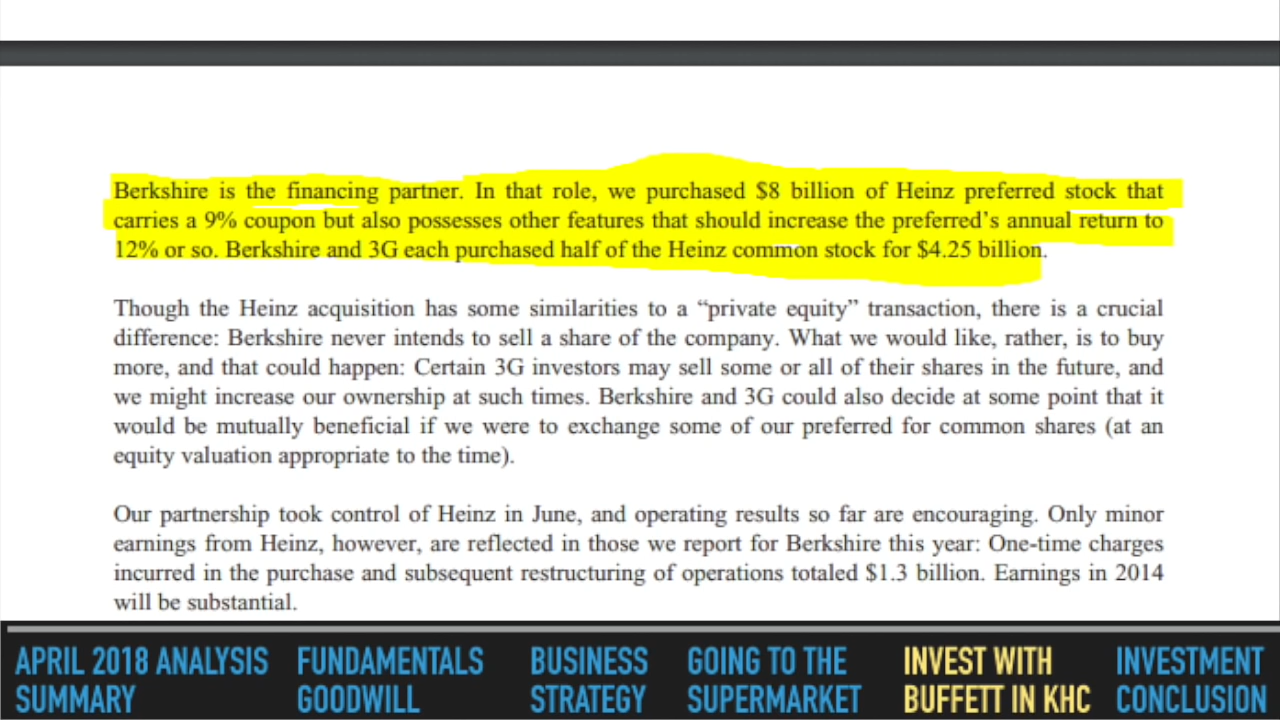 Berkshire is the financing partner. In that role, we purchased $8 billion of Heinz preferred stock that
carries a 9% coupon but also possesses other features that should increase the preferred’s annual return to
12% or so. Berkshire and 3G each purchased half of the Heinz common stock for $4.25 billion.
Though the Heinz acquisition has some similarities to a “private equity” transaction, there is a crucial
difference: Berkshire never intends to sell a share of the company. What we would like, rather, is to buy
more, and that could happen: Certain 3G investors may sell some or all of their shares in the future, and
we might increase our ownership at such times. Berkshire and 3G could also decide at some point that it
would be mutually beneficial if we were to exchange some of our preferred for common shares (at an
equity valuation appropriate to the time).
Our partnership took control of Heinz in June, and operating results so far are encouraging. Only minor
earnings from Heinz, however, are reflected in those we report for Berkshire this year: One-time charges
incurred in the purchase and subsequent restructuring of operations totaled $1.3 billion. Earnings in 2014
will be substantial.
APRIL 2018 ANALYSIS
SUMMARY
FUNDAMENTALS
GOODWILL
BUSINESS
STRATEGY
GOING TO THE
SUPERMARKET
INVEST WITH
BUFFETT IN KHC
INVESTMENT
CONCLUSION